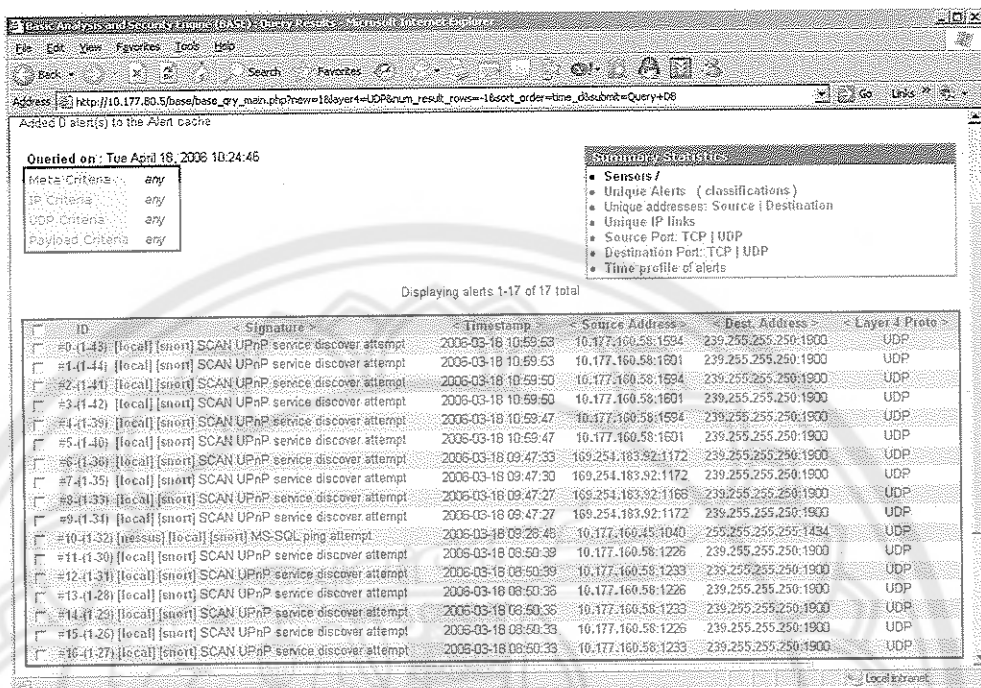 Basic Analysis and Security Engine (BASE) : Query Results - Microsoft Internet Explorer
File Edit View Favorites Tools Help
Back Search Favorites
Address http://10.177.80.5/base/base_qry_main.php?new=1&layer4=UDP&num_result_rows=-1&sort_order=time_d&submit=Query+DB Go Links
Added 0 alert(s) to the Alert cache
Queried on : Tue April 18, 2006 10:24:46
Meta Criteria any
IP Criteria any
UDP Criteria any
Payload Criteria any
Summary Statistics
Sensors /
Unique Alerts ( classifications )
Unique addresses: Source | Destination
Unique IP links
Source Port: TCP | UDP
Destination Port: TCP | UDP
Time profile of alerts
Displaying alerts 1-17 of 17 total
ID < Signature > < Timestamp > < Source Address > < Dest. Address > < Layer 4 Proto >
#0-(1-43) [local] [snort] SCAN UPnP service discover attempt 2006-03-18 10:59:53 10.177.160.58:1594 239.255.255.250:1900 UDP
#1-(1-44) [local] [snort] SCAN UPnP service discover attempt 2006-03-18 10:59:53 10.177.160.58:1601 239.255.255.250:1900 UDP
#2-(1-41) [local] [snort] SCAN UPnP service discover attempt 2006-03-18 10:59:50 10.177.160.58:1594 239.255.255.250:1900 UDP
#3-(1-42) [local] [snort] SCAN UPnP service discover attempt 2006-03-18 10:59:50 10.177.160.58:1601 239.255.255.250:1900 UDP
#4-(1-39) [local] [snort] SCAN UPnP service discover attempt 2006-03-18 10:59:47 10.177.160.58:1594 239.255.255.250:1900 UDP
#5-(1-40) [local] [snort] SCAN UPnP service discover attempt 2006-03-18 10:59:47 10.177.160.58:1601 239.255.255.250:1900 UDP
#6-(1-36) [local] [snort] SCAN UPnP service discover attempt 2006-03-18 09:47:33 169.254.183.92:1172 239.255.255.250:1900 UDP
#7-(1-35) [local] [snort] SCAN UPnP service discover attempt 2006-03-18 09:47:30 169.254.183.92:1172 239.255.255.250:1900 UDP
#8-(1-33) [local] [snort] SCAN UPnP service discover attempt 2006-03-18 09:47:27 169.254.183.92:1168 239.255.255.250:1900 UDP
#9-(1-34) [local] [snort] SCAN UPnP service discover attempt 2006-03-18 09:47:27 169.254.183.92:1172 239.255.255.250:1900 UDP
#10-(1-32) [nessus] [local] [snort] MS-SQL ping attempt 2006-03-18 09:26:48 10.177.160.45:1040 255.255.255.255:1434 UDP
#11-(1-30) [local] [snort] SCAN UPnP service discover attempt 2006-03-18 08:50:39 10.177.160.58:1226 239.255.255.250:1900 UDP
#12-(1-31) [local] [snort] SCAN UPnP service discover attempt 2006-03-18 08:50:39 10.177.160.58:1233 239.255.255.250:1900 UDP
#13-(1-28) [local] [snort] SCAN UPnP service discover attempt 2006-03-18 08:50:36 10.177.160.58:1226 239.255.255.250:1900 UDP
#14-(1-29) [local] [snort] SCAN UPnP service discover attempt 2006-03-18 08:50:36 10.177.160.58:1233 239.255.255.250:1900 UDP
#15-(1-26) [local] [snort] SCAN UPnP service discover attempt 2006-03-18 08:50:33 10.177.160.58:1226 239.255.255.250:1900 UDP
#16-(1-27) [local] [snort] SCAN UPnP service discover attempt 2006-03-18 08:50:33 10.177.160.58:1233 239.255.255.250:1900 UDP
Local intranet